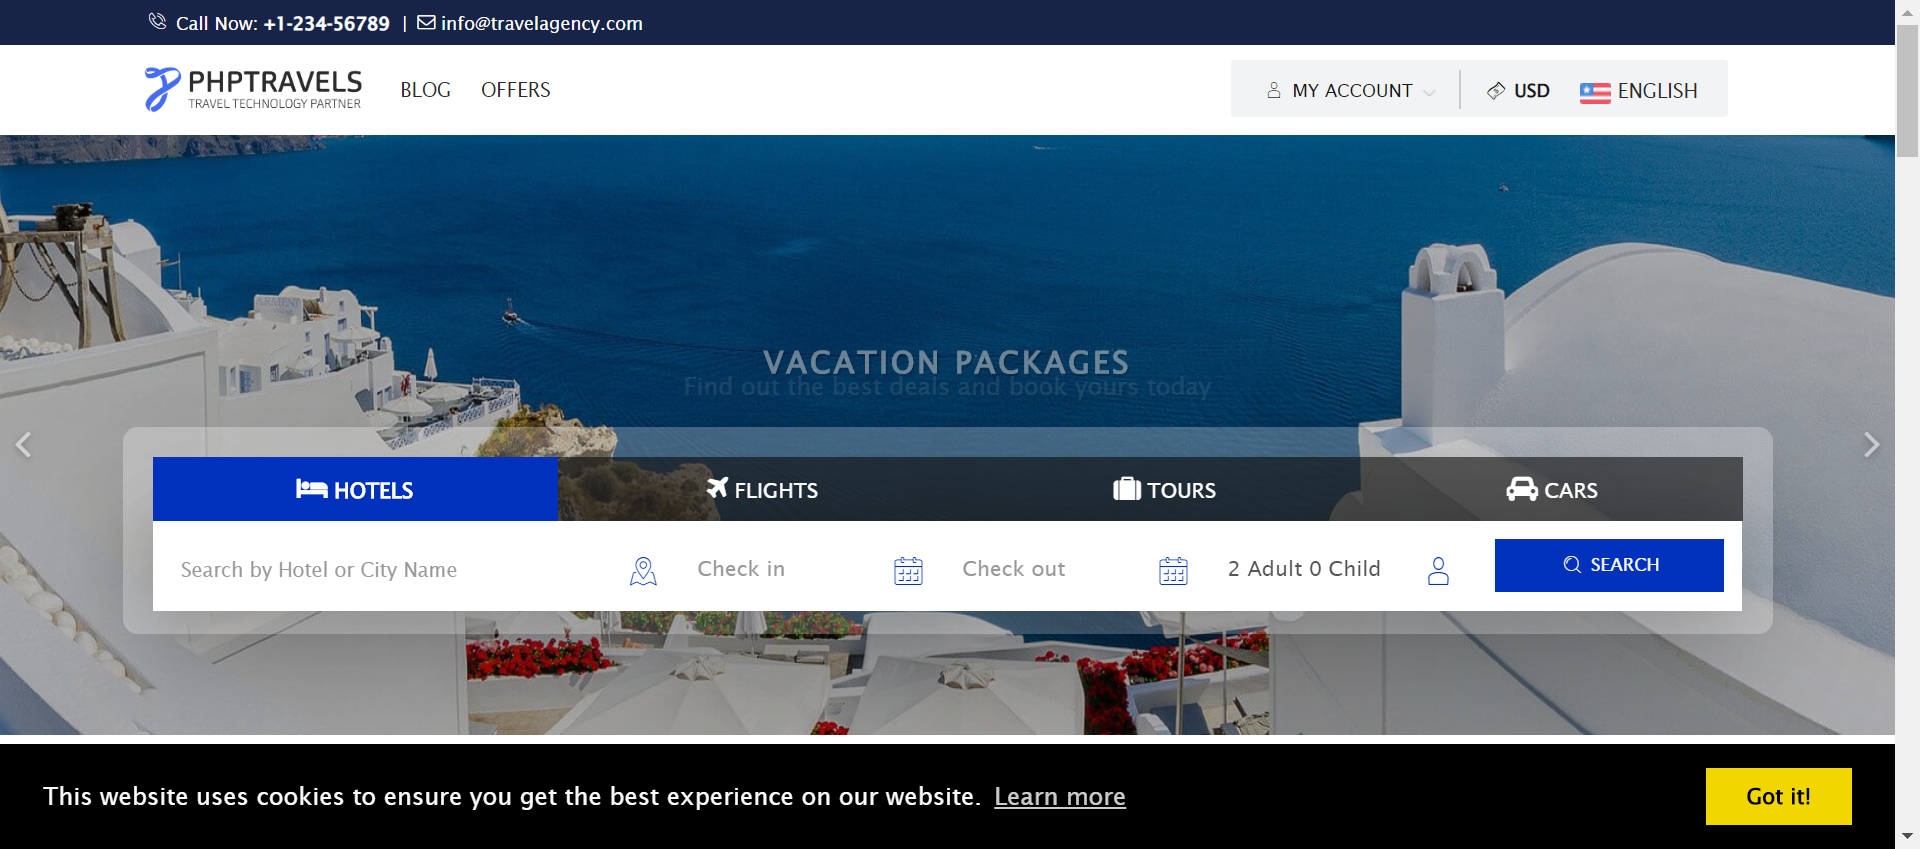 Call Now: +1-234-56789 | info@travelagency.com
PHPTRAVELS
TRAVEL TECHNOLOGY PARTNER
BLOG OFFERS
MY ACCOUNT USD ENGLISH
VACATION PACKAGES
Find out the best deals and book yours today
HOTELS FLIGHTS TOURS CARS
Search by Hotel or City Name Check in Check out 2 Adult 0 Child SEARCH
This website uses cookies to ensure you get the best experience on our website. Learn more Got it!